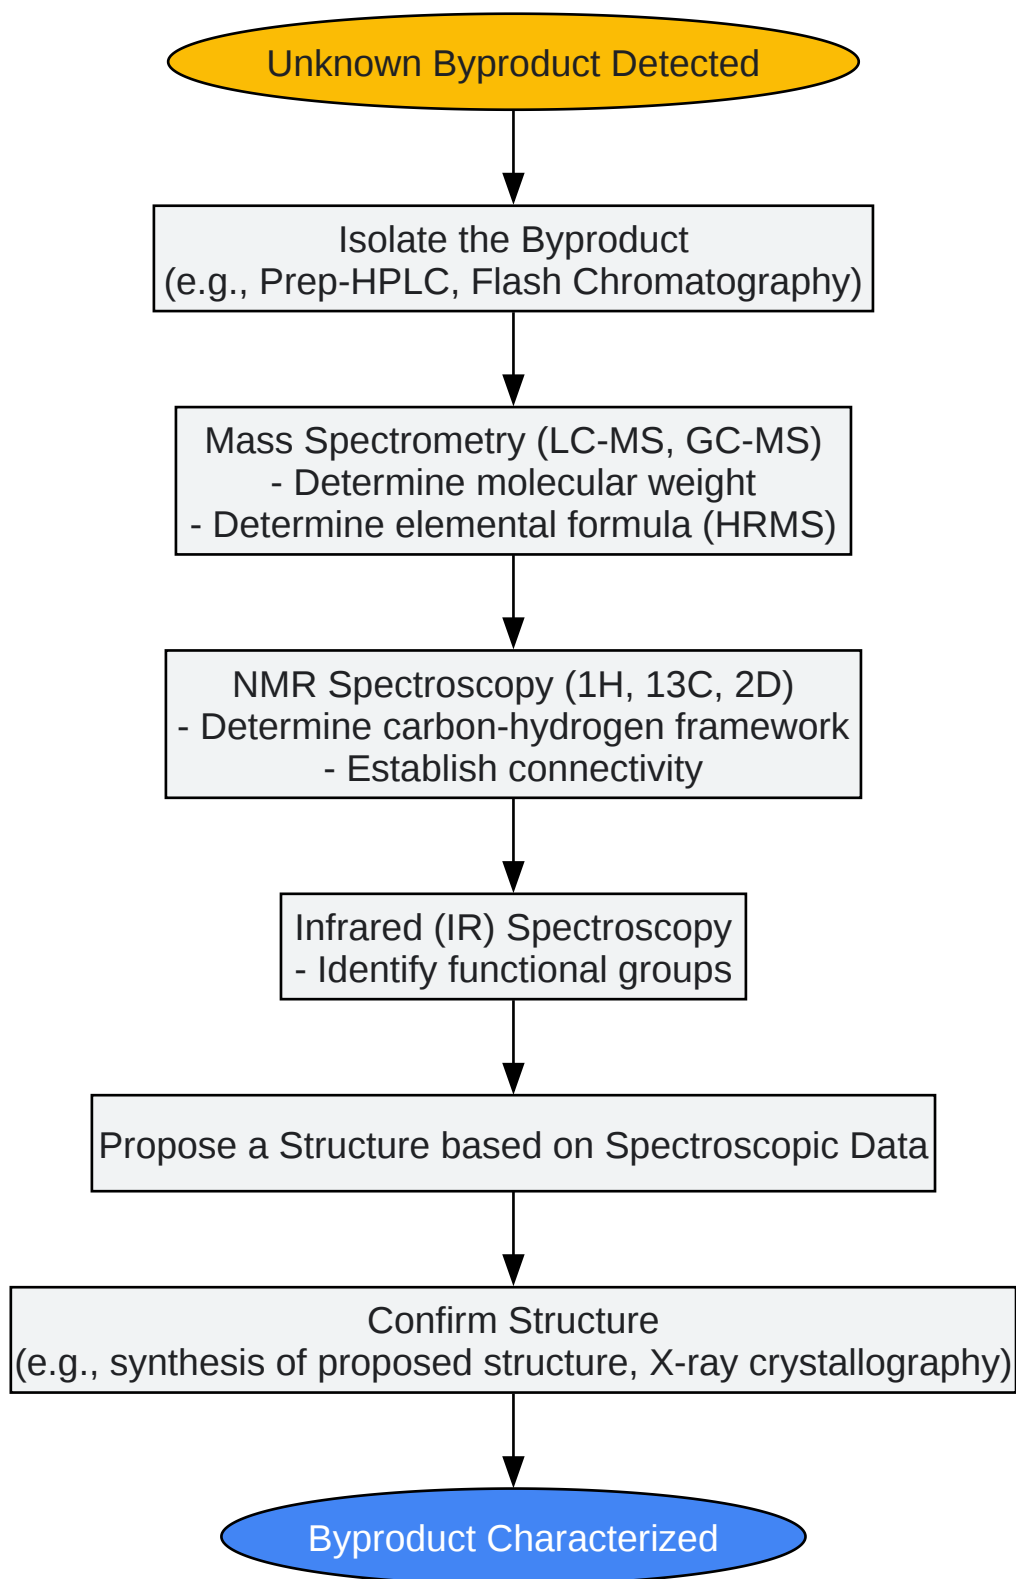 Unknown Byproduct Detected
Isolate the Byproduct
(e.g., Prep-HPLC, Flash Chromatography)
Mass Spectrometry (LC-MS, GC-MS)
- Determine molecular weight
- Determine elemental formula (HRMS)
NMR Spectroscopy (1H, 13C, 2D)
- Determine carbon-hydrogen framework
- Establish connectivity
Infrared (IR) Spectroscopy
- Identify functional groups
Propose a Structure based on Spectroscopic Data
Confirm Structure
(e.g., synthesis of proposed structure, X-ray crystallography)
Byproduct Characterized